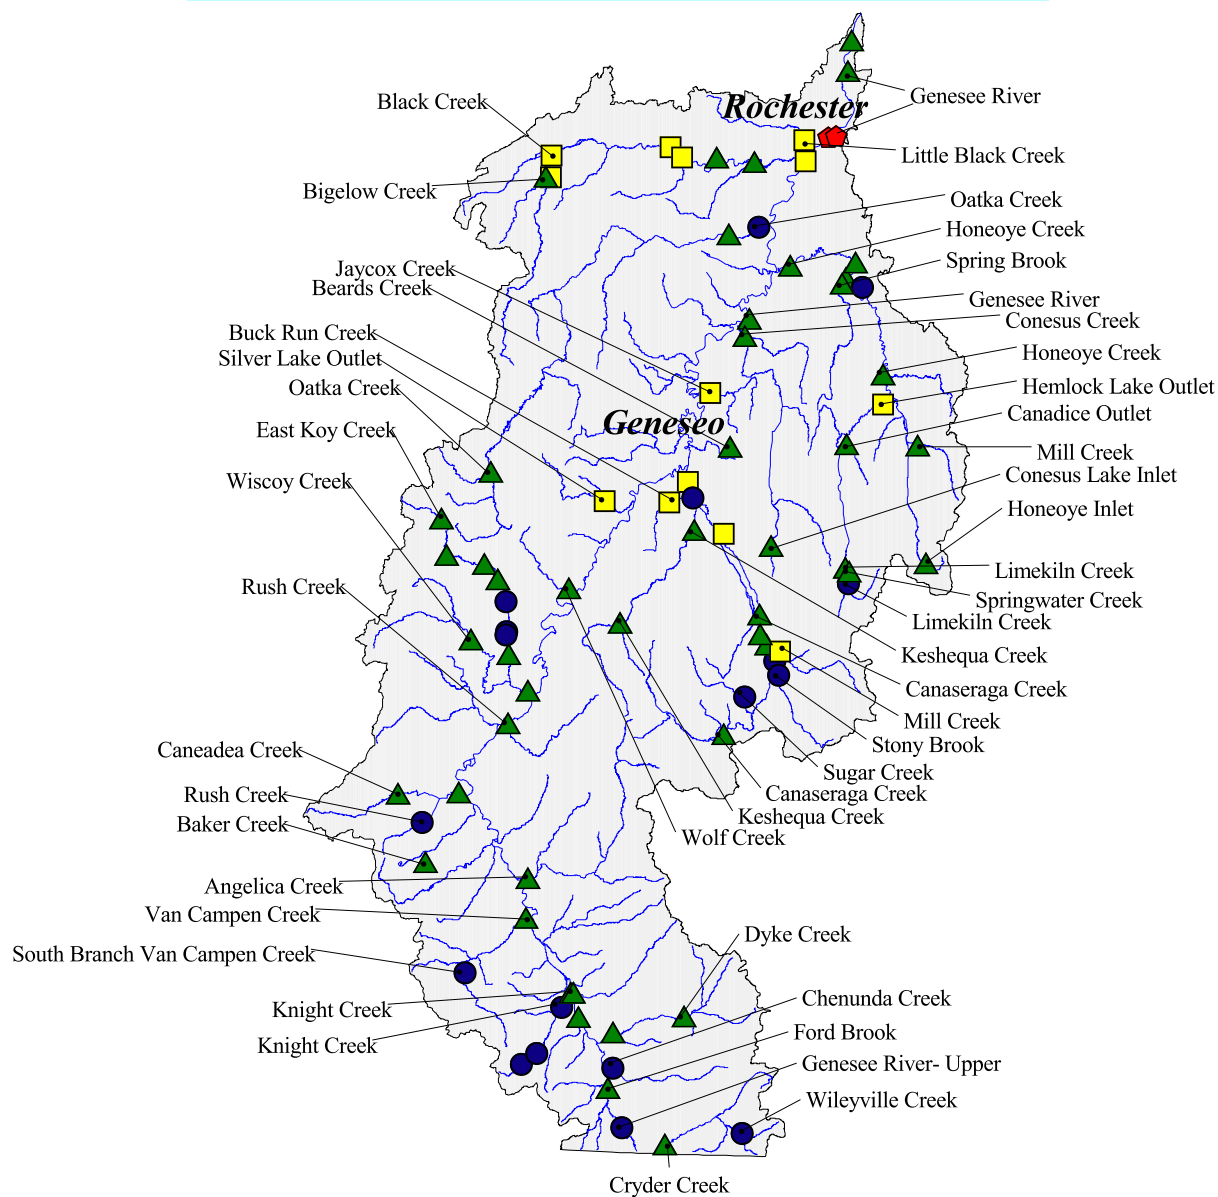 Genesee River
Black Creek
Rochester
Little Black Creek
Bigelow Creek
Oatka Creek
Honeoye Creek
Spring Brook
Jaycox Creek
Beards Creek
Genesee River
Conesus Creek
Buck Run Creek
Silver Lake Outlet
Honeoye Creek
Oatka Creek
Hemlock Lake Outlet
Canadice Outlet
Geneseo
East Koy Creek
Mill Creek
Conesus Lake Inlet
Wiscoy Creek
Honeoye Inlet
Limekiln Creek
Rush Creek
Springwater Creek
Limekiln Creek
Keshequa Creek
Canaseraga Creek
Mill Creek
Stony Brook
Caneadea Creek
Sugar Creek
Rush Creek
Canaseraga Creek
Keshequa Creek
Baker Creek
Wolf Creek
Angelica Creek
Van Campen Creek
Dyke Creek
South Branch Van Campen Creek
Chenunda Creek
Knight Creek
Ford Brook
Knight Creek
Genesee River- Upper
Wileyville Creek
Cryder Creek